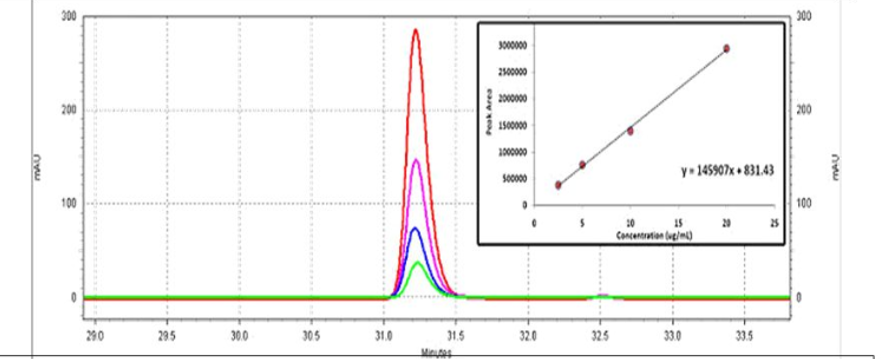 300
200
100
0
mAU
29.0 29.5 30.0 30.5 31.0 31.5 32.0 32.5 33.0 33.5
Minutes
300
200
100
0
mAU
3000000
2500000
2000000
1500000
1000000
500000
0
Peak Area
y = 145907x + 831.43
0 5 10 15 20 25
Concentration (ug/mL)